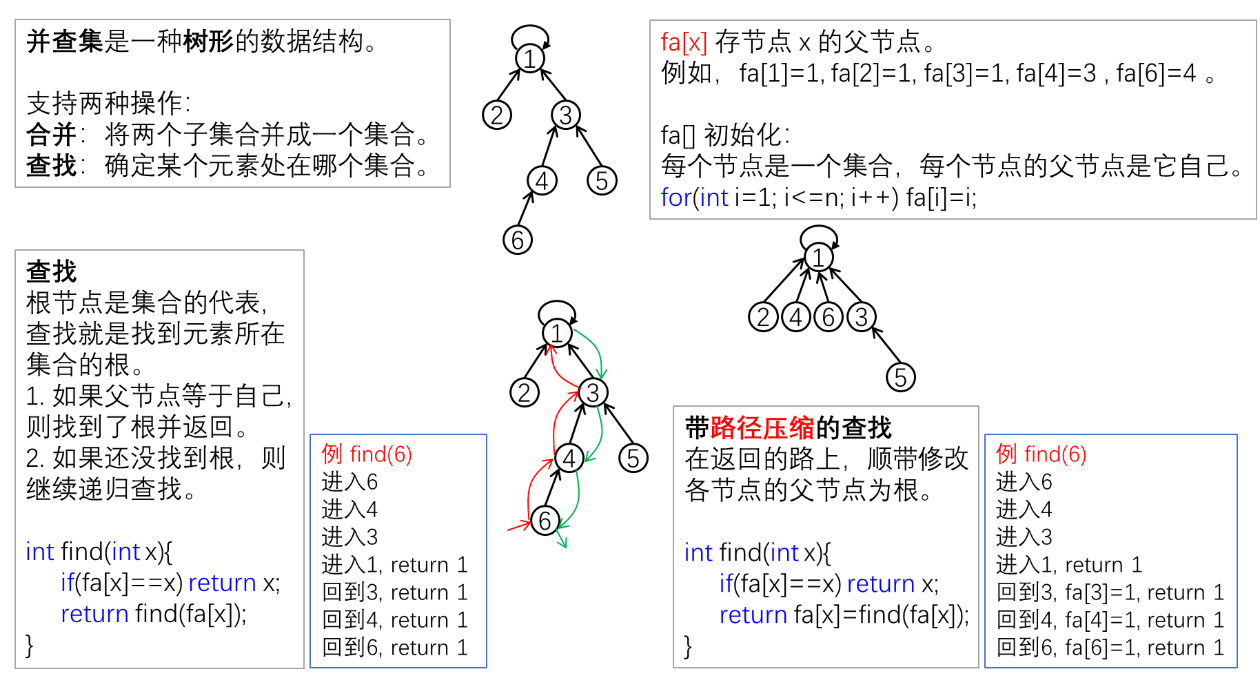 并查集是一种树形的数据结构。
支持两种操作：
合并：将两个子集合并成一个集合。
查找：确定某个元素处在哪个集合。
1
2
3
4
5
6
fa[x] 存节点 x 的父节点。
例如，fa[1]=1, fa[2]=1, fa[3]=1, fa[4]=3 , fa[6]=4 。
fa[] 初始化：
每个节点是一个集合，每个节点的父节点是它自己。
for(int i=1; i<=n; i++) fa[i]=i;
查找
根节点是集合的代表，
查找就是找到元素所在
集合的根。
1. 如果父节点等于自己,
则找到了根并返回。
2. 如果还没找到根，则
继续递归查找。
int find(int x){
if(fa[x]==x) return x;
return find(fa[x]);
}
例 find(6)
进入6
进入4
进入3
进入1, return 1
回到3, return 1
回到4, return 1
回到6, return 1
1
2
3
4
5
6
1
2 4 6 3
5
带路径压缩的查找
在返回的路上，顺带修改
各节点的父节点为根。
int find(int x){
if(fa[x]==x) return x;
return fa[x]=find(fa[x]);
}
例 find(6)
进入6
进入4
进入3
进入1, return 1
回到3, fa[3]=1, return 1
回到4, fa[4]=1, return 1
回到6, fa[6]=1, return 1